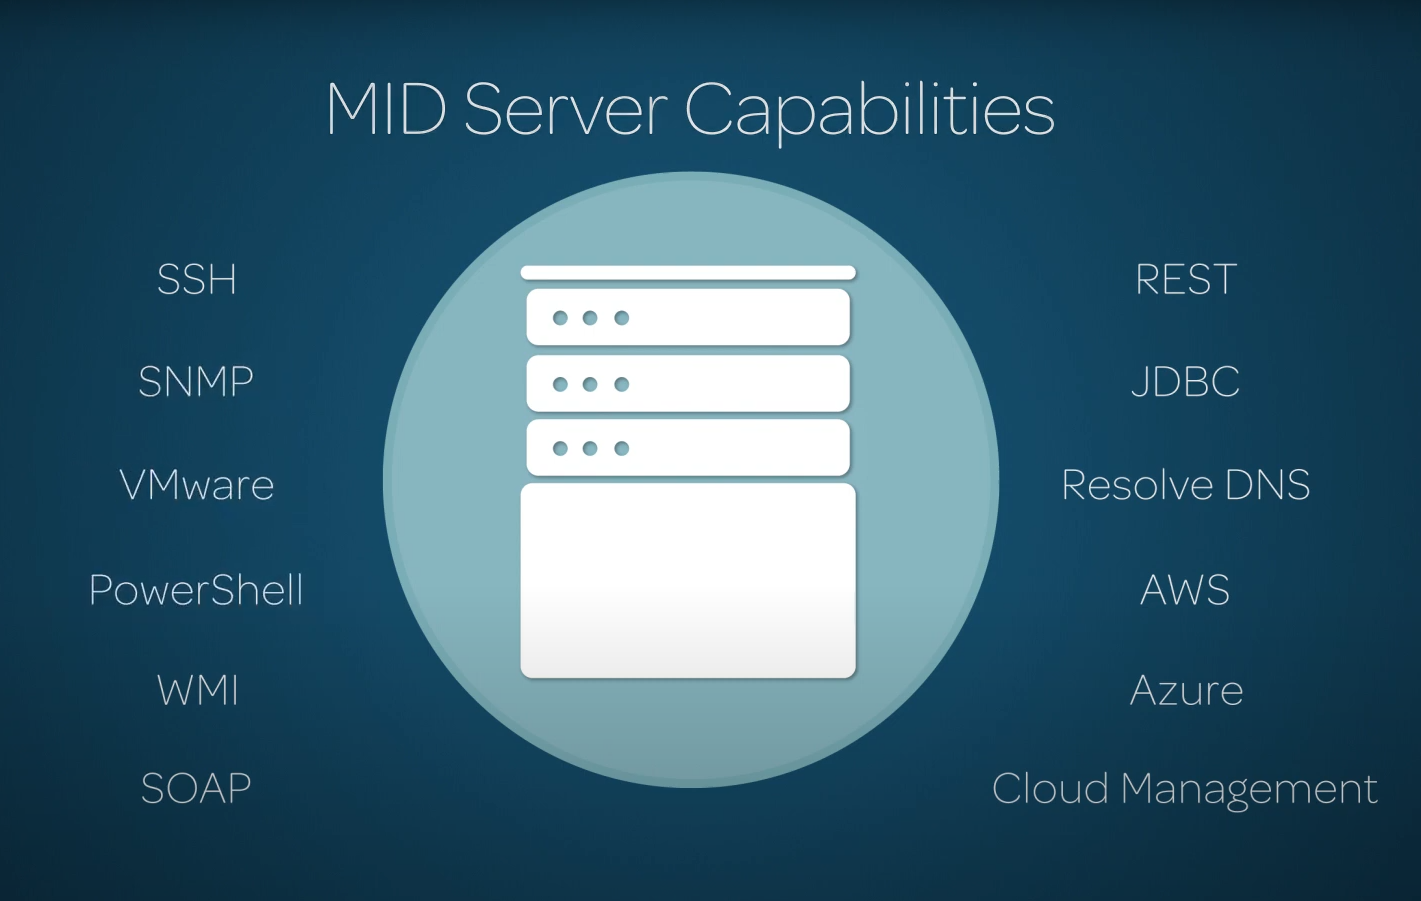 MID Server Capabilities
SSH
SNMP
VMware
PowerShell
WMI
SOAP
REST
JDBC
Resolve DNS
AWS
Azure
Cloud Management